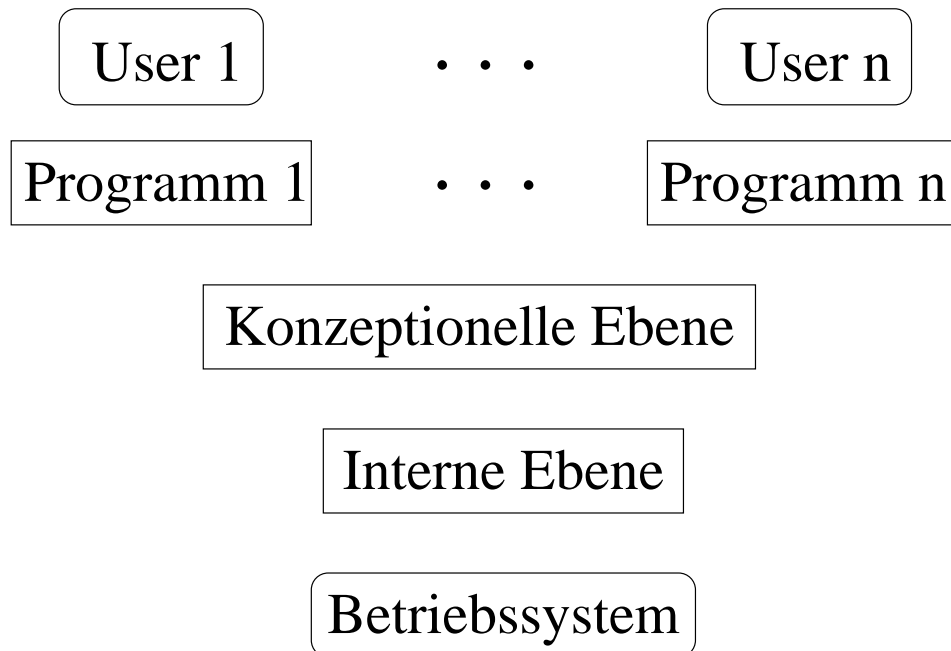 User 1 . . . User n
Programm 1 . . . Programm n
Konzeptionelle Ebene
Interne Ebene
Betriebssystem